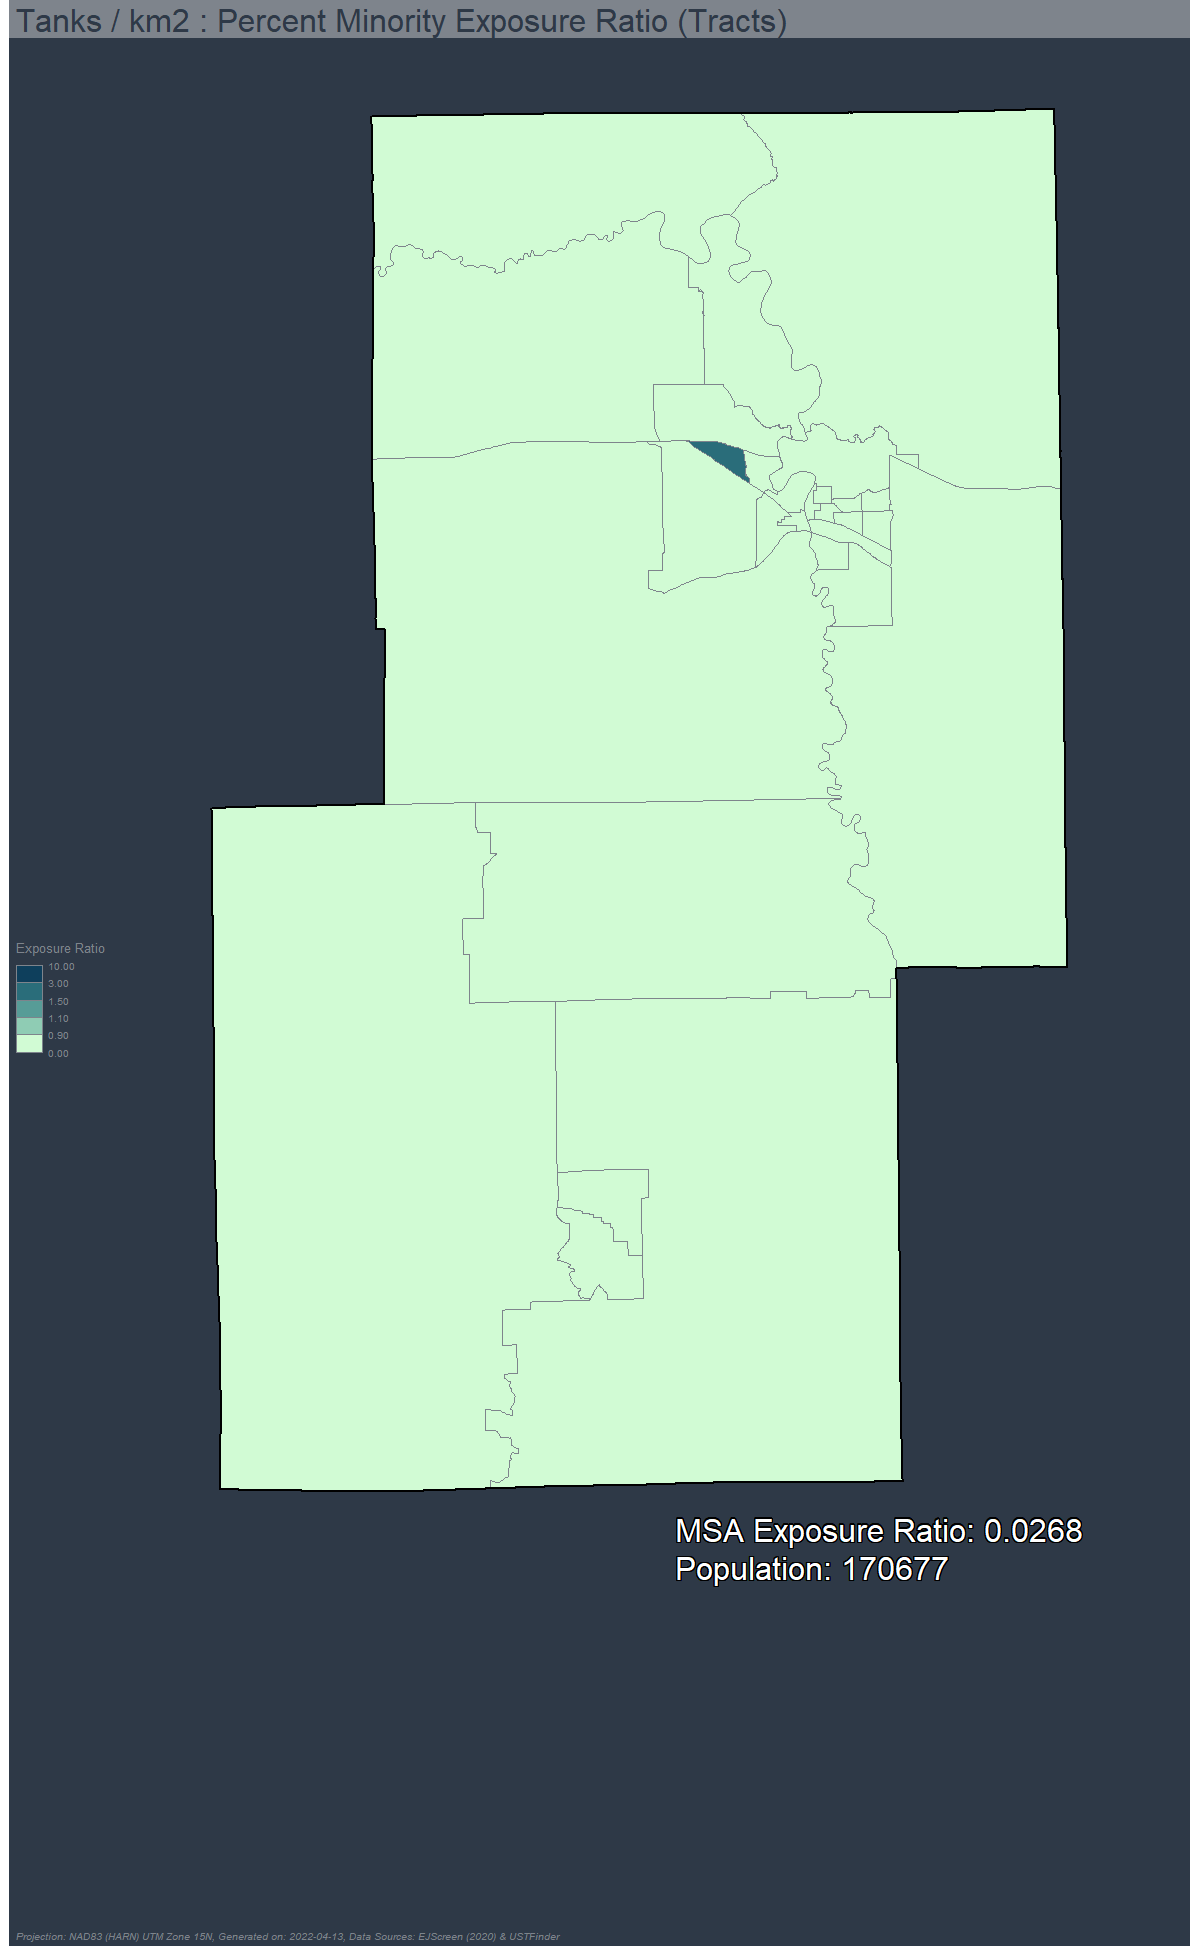 Tanks / km2 : Percent Minority Exposure Ratio (Tracts)
Exposure Ratio
10.00
3.00
1.50
1.10
0.90
0.00
MSA Exposure Ratio: 0.0268
Population: 170677
Projection: NAD83 (HARN) UTM Zone 15N, Generated on: 2022-04-13, Data Sources: EJScreen (2020) & USTFinder